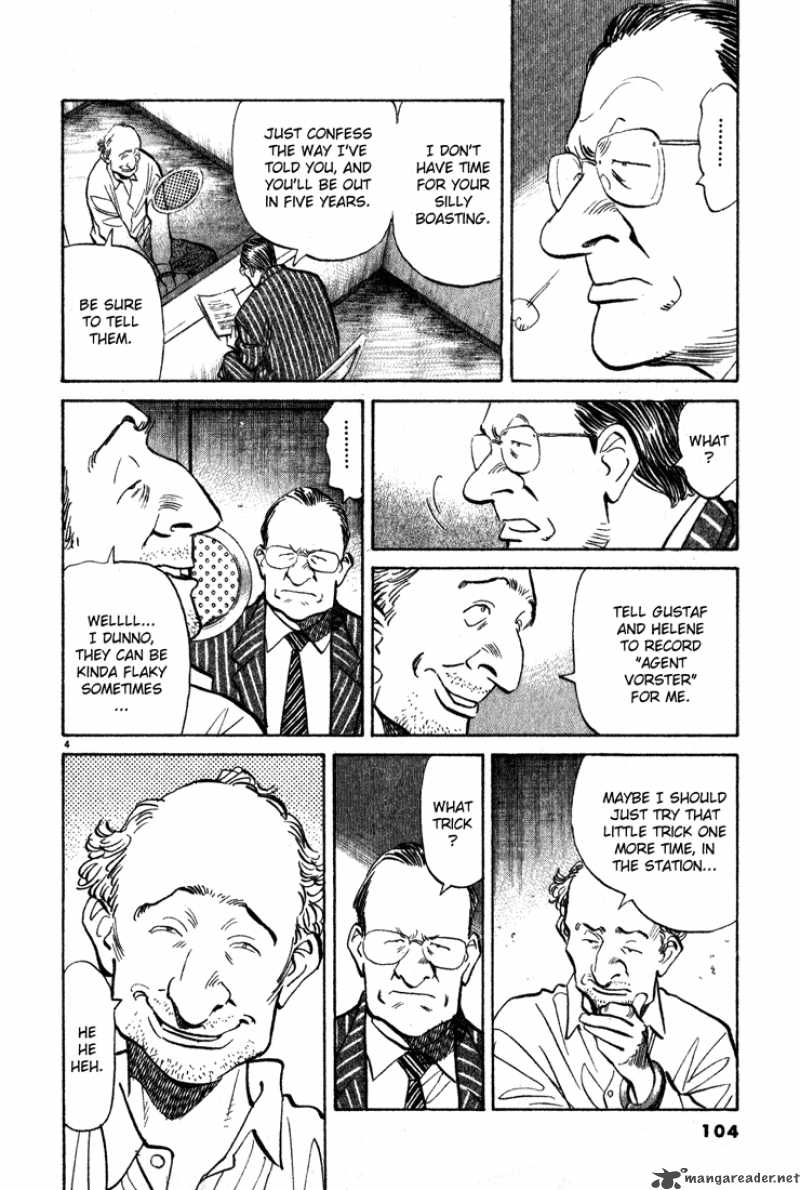 ........
I DON'T
HAVE TIME
FOR YOUR
SILLY
BOASTING.
JUST CONFESS
THE WAY I'VE
TOLD YOU, AND
YOU'LL BE OUT
IN FIVE YEARS.
BE SURE
TO TELL
THEM.
WHAT
?
TELL GUSTAF
AND HELENE
TO RECORD
"AGENT
VORSTER"
FOR ME.
........
WELLLL...
I DUNNO,
THEY CAN BE
KINDA FLAKY
SOMETIMES
...
4
MAYBE I SHOULD
JUST TRY THAT
LITTLE TRICK ONE
MORE TIME, IN
THE STATION...
WHAT
TRICK
?
HE
HE
HEH.
104
mangareader.net